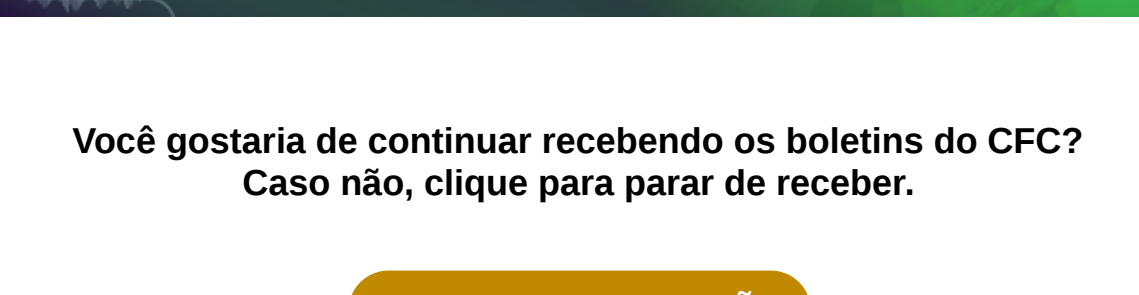 Você gostaria de continuar recebendo os boletins do CFC?
Caso não, clique para parar de receber.